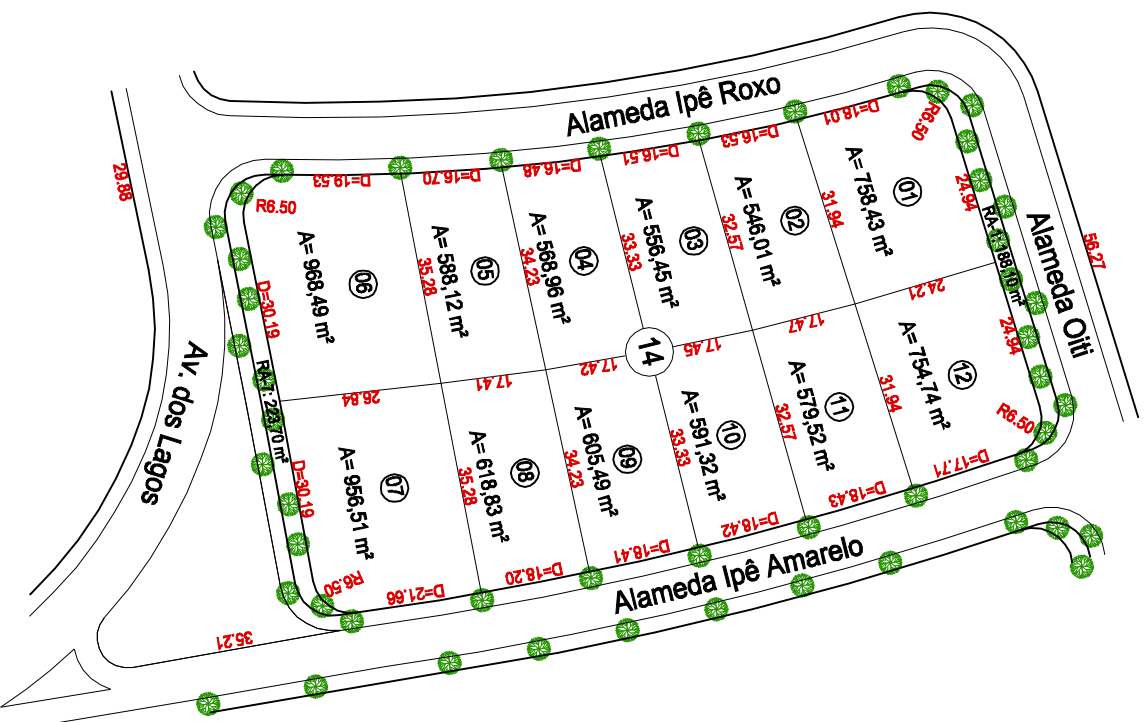 Alameda Ipê Roxo
D=19.53
D=16.70
D=16.48
D=16.51
D=16.53
D=18.01
R6.50
R6.50
29.88
56.27
Alameda Oiti
Av. dos Lagos
24.94
24.94
D=30.19
D=30.19
RA-7: 223,70 m²
06
A= 968,49 m²
35.28
05
A= 588,12 m²
34.23
04
A= 568,96 m²
33.33
03
A= 556,45 m²
32.57
02
A= 546,01 m²
31.94
01
A= 758,43 m²
26.84
17.41
17.42
14
17.45
17.47
24.21
07
A= 956,51 m²
35.28
08
A= 618,83 m²
34.23
09
A= 605,49 m²
33.33
10
A= 591,32 m²
32.57
11
A= 579,52 m²
31.94
12
A= 754,74 m²
R6.50
R6.50
D=21.66
D=18.20
D=18.41
D=18.42
D=18.43
D=17.71
Alameda Ipê Amarelo
35.21